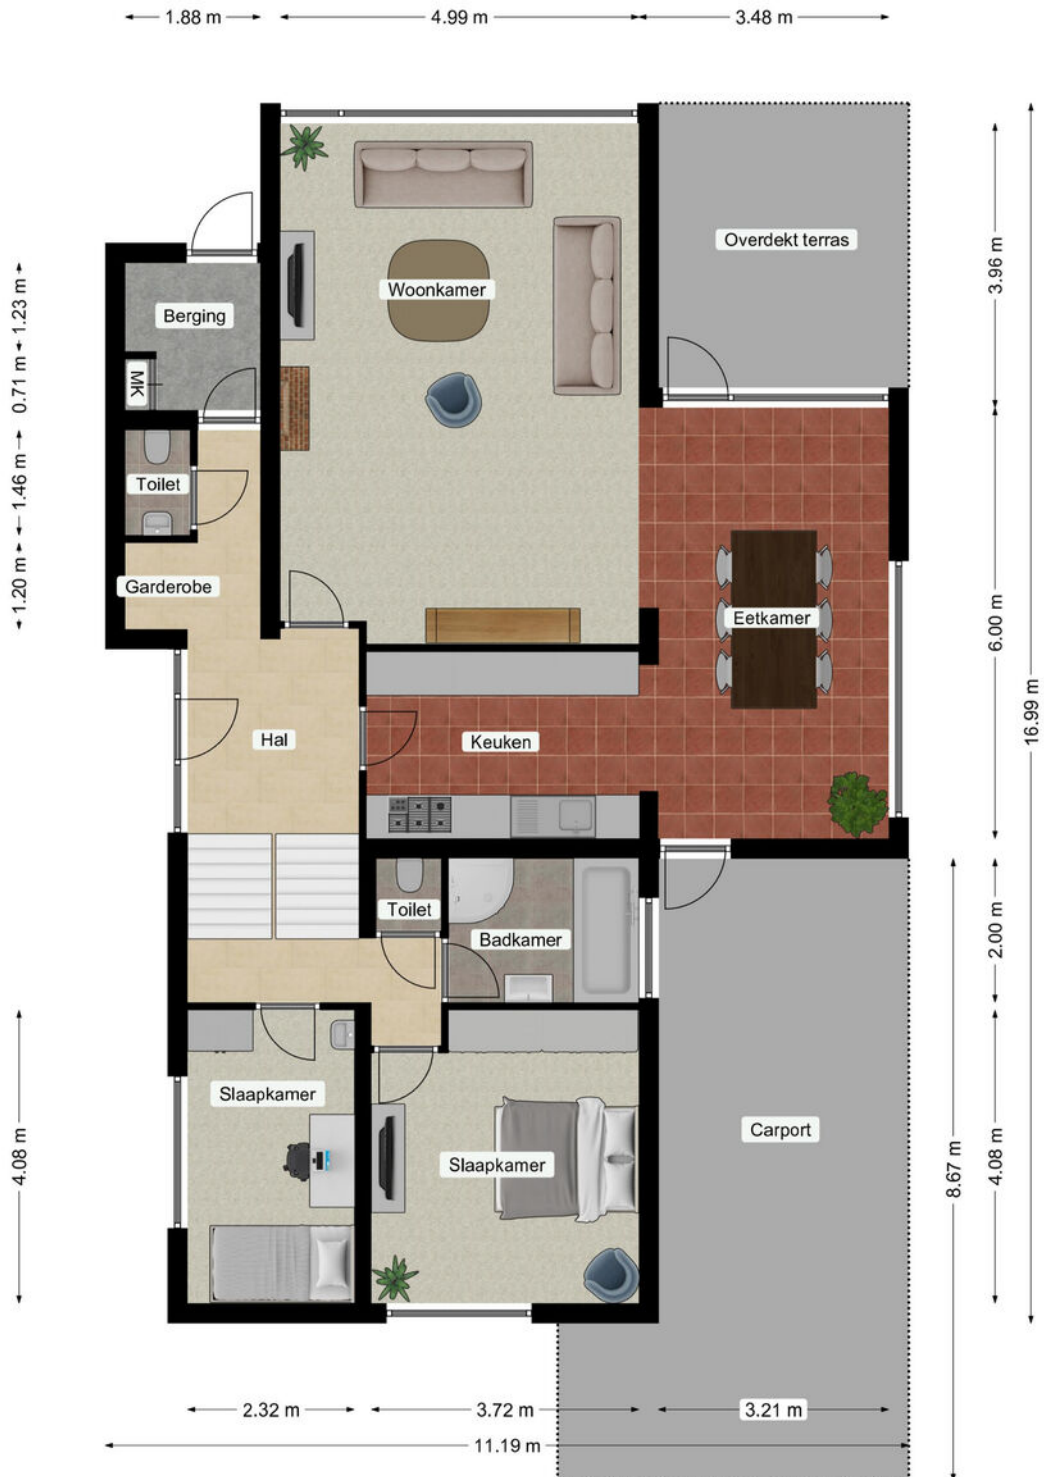 1.88 m
4.99 m
3.48 m
Overdekt terras
3.96 m
Woonkamer
Berging
1.23 m
MK
0.71 m
Toilet
1.46 m
Garderobe
1.20 m
Eetkamer
6.00 m
16.99 m
Hal
Keuken
Toilet
Badkamer
2.00 m
Slaapkamer
Carport
4.08 m
Slaapkamer
4.08 m
8.67 m
2.32 m
3.72 m
3.21 m
11.19 m